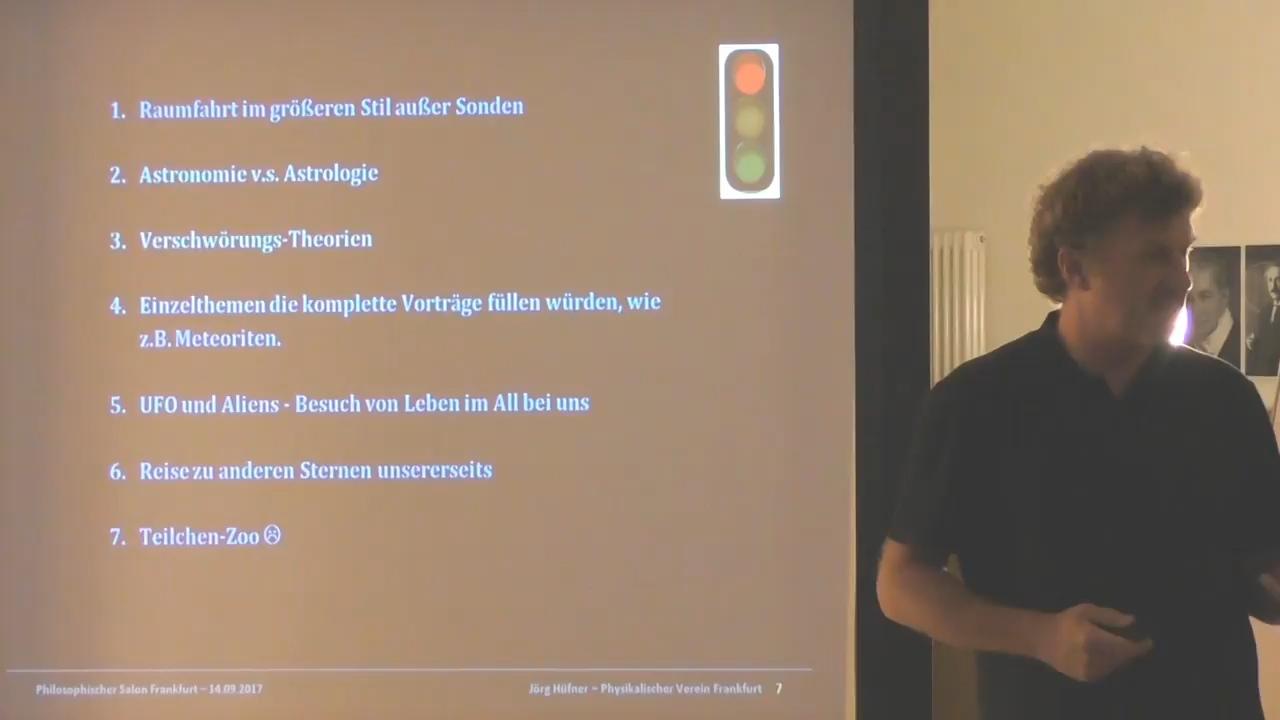 1. Raumfahrt im größeren Stil außer Sonden
2. Astronomie v.s. Astrologie
3. Verschwörungs-Theorien
4. Einzelthemen die komplette Vorträge füllen würden, wie
z.B. Meteoriten.
5. UFO und Aliens - Besuch von Leben im All bei uns
6. Reise zu anderen Sternen unsererseits
7. Teilchen-Zoo ☹
Philosophischer Salon Frankfurt – 14.09.2017
Jörg Hüfner – Physikalischer Verein Frankfurt 7